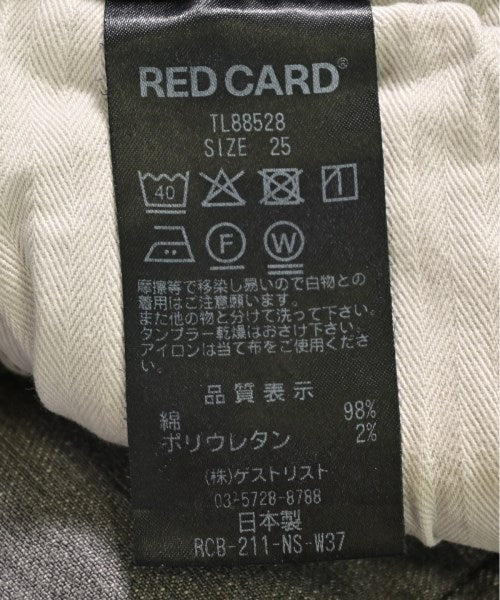 RED CARD®
TL88528
SIZE 25
40
F W
摩擦等で移染し易いので白物との
着用はご注意願います。
また他の物と分けて洗って下さい。
タンブラー乾燥はおさけ下さい。
アイロンは当て布をご使用くださ
い。
品質表示
綿 98%
ポリウレタン 2%
(株)ゲストリスト
03-5728-8788
日本製
RCB-211-NS-W37